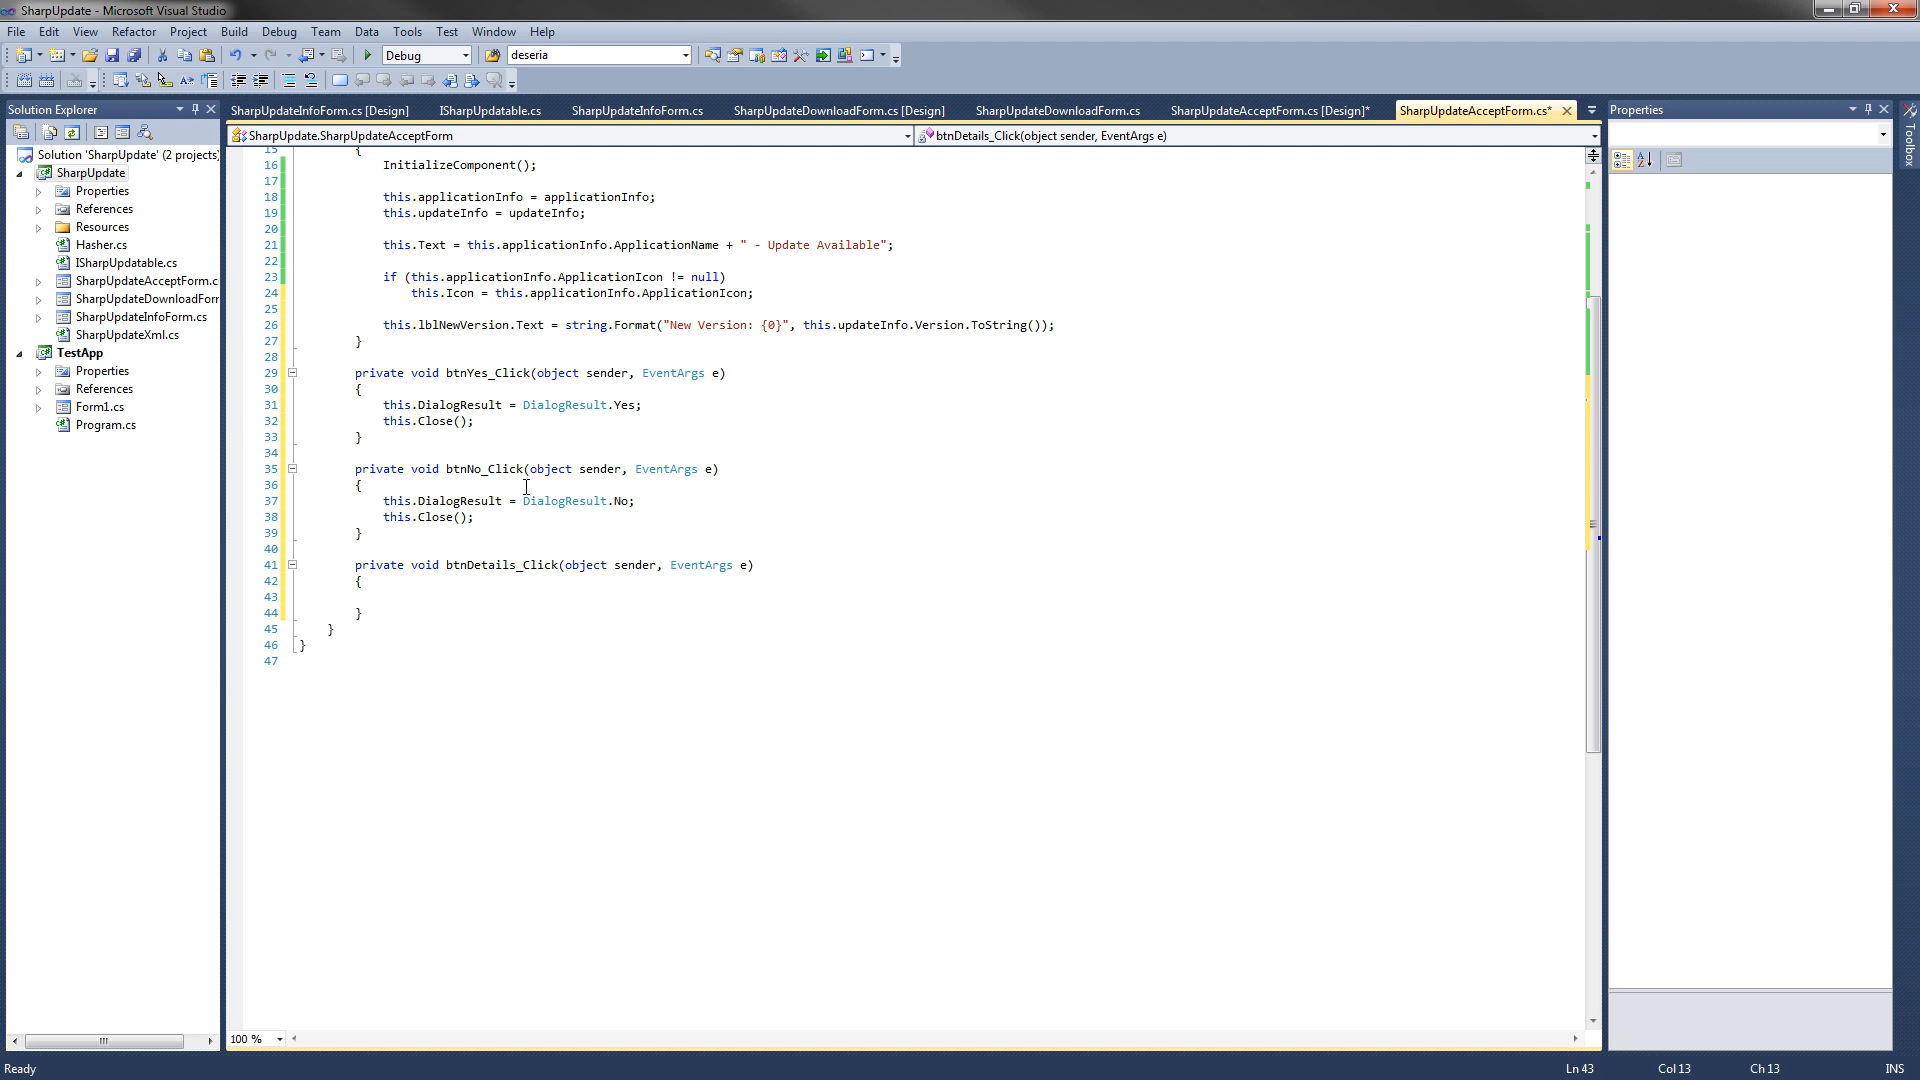 SharpUpdate - Microsoft Visual Studio
File Edit View Refactor Project Build Debug Team Data Tools Test Window Help
Debug deseria
Solution Explorer
Solution 'SharpUpdate' (2 projects)
SharpUpdate
Properties
References
Resources
Hasher.cs
ISharpUpdatable.cs
SharpUpdateAcceptForm.c
SharpUpdateDownloadForr
SharpUpdateInfoForm.cs
SharpUpdateXml.cs
TestApp
Properties
References
Form1.cs
Program.cs
SharpUpdateInfoForm.cs [Design] ISharpUpdatable.cs SharpUpdateInfoForm.cs SharpUpdateDownloadForm.cs [Design] SharpUpdateDownloadForm.cs SharpUpdateAcceptForm.cs [Design]* SharpUpdateAcceptForm.cs*
SharpUpdate.SharpUpdateAcceptForm btnDetails_Click(object sender, EventArgs e)
15 {
16 InitializeComponent();
17
18 this.applicationInfo = applicationInfo;
19 this.updateInfo = updateInfo;
20
21 this.Text = this.applicationInfo.ApplicationName + " - Update Available";
22
23 if (this.applicationInfo.ApplicationIcon != null)
24 this.Icon = this.applicationInfo.ApplicationIcon;
25
26 this.lblNewVersion.Text = string.Format("New Version: {0}", this.updateInfo.Version.ToString());
27 }
28
29 private void btnYes_Click(object sender, EventArgs e)
30 {
31 this.DialogResult = DialogResult.Yes;
32 this.Close();
33 }
34
35 private void btnNo_Click(object sender, EventArgs e)
36 {
37 this.DialogResult = DialogResult.No;
38 this.Close();
39 }
40
41 private void btnDetails_Click(object sender, EventArgs e)
42 {
43
44 }
45 }
46 }
47
100 %
Properties
Toolbox
Ready Ln 43 Col 13 Ch 13 INS